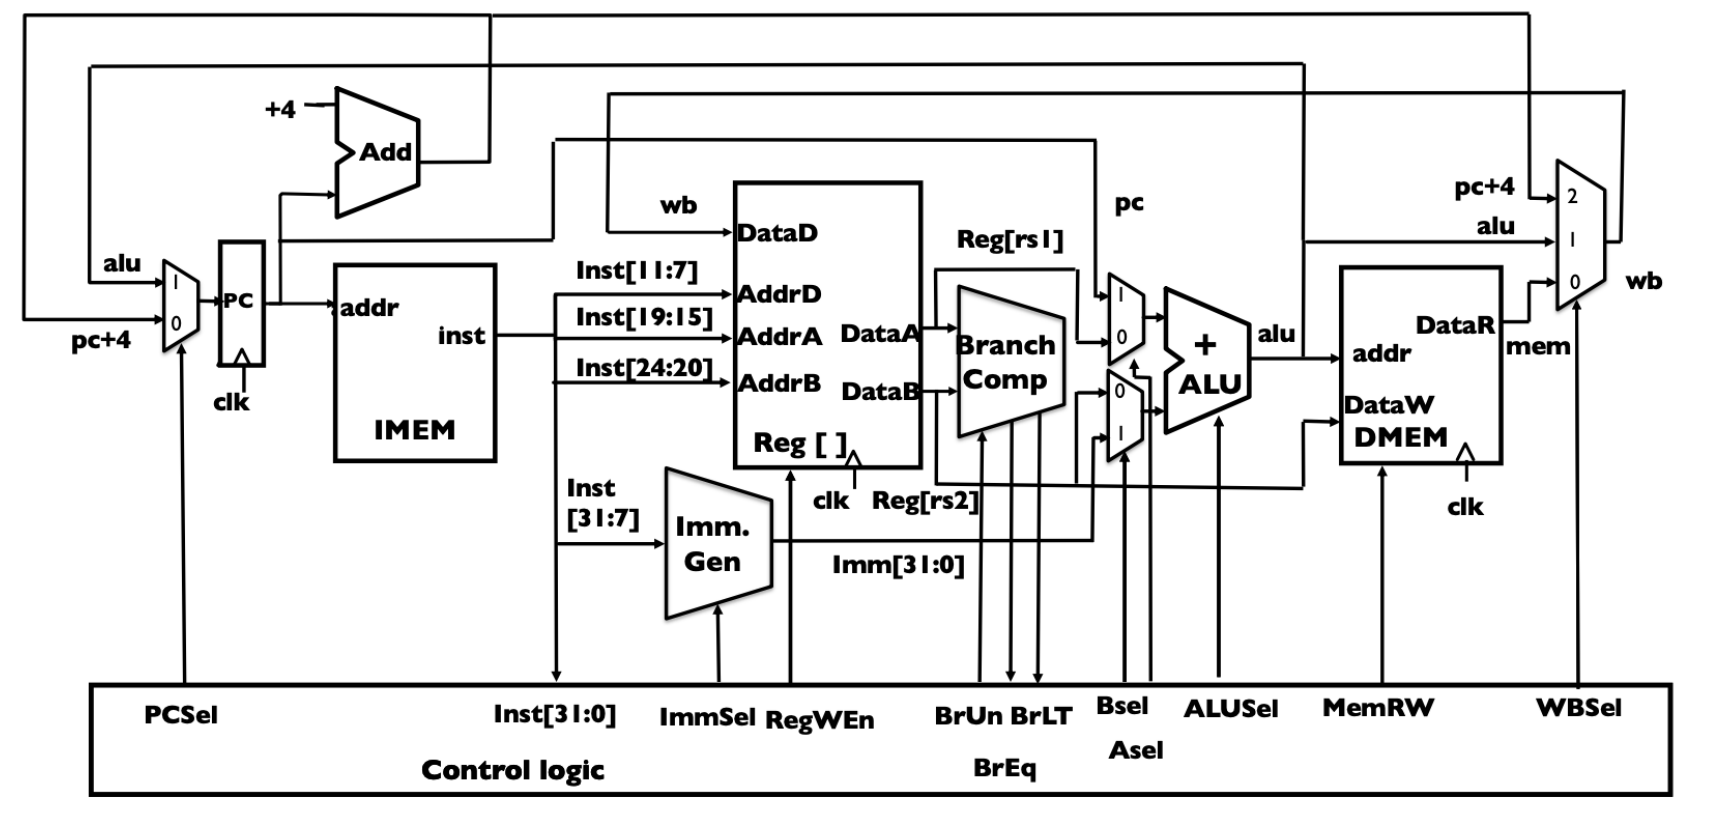 +4
Add
alu
1
0
pc+4
PC
clk
addr
inst
IMEM
wb
DataD
Inst[11:7]
AddrD
Inst[19:15]
AddrA
DataA
Inst[24:20]
AddrB
DataB
Reg [ ]
clk
Reg[rs1]
Branch
Comp
Reg[rs2]
Inst
[31:7]
Imm.
Gen
Imm[31:0]
pc
1
0
0
1
+
ALU
alu
addr
DataW
DMEM
DataR
clk
mem
pc+4
alu
2
1
0
wb
PCSel
Inst[31:0]
ImmSel
RegWEn
BrUn
BrLT
BrEq
Bsel
Asel
ALUSel
MemRW
WBSel
Control logic